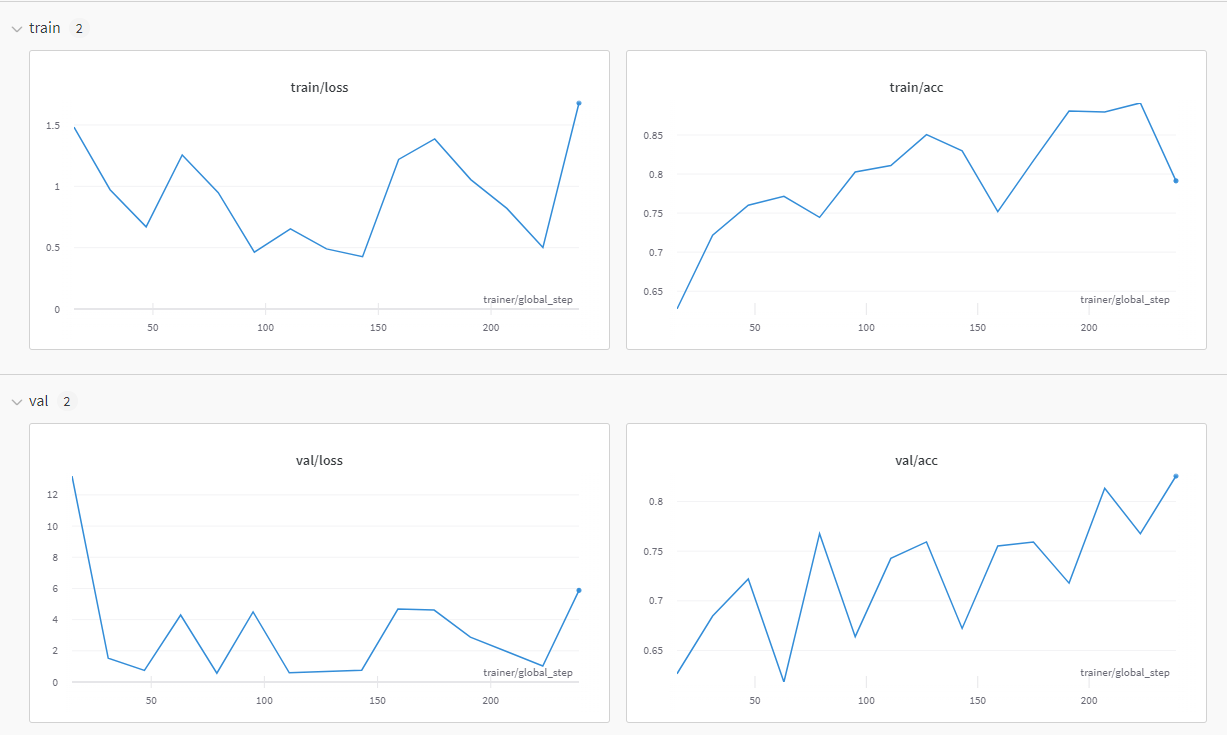 train 2
train/loss
1.5
1
0.5
0
trainer/global_step
50 100 150 200
train/acc
0.85
0.8
0.75
0.7
0.65
trainer/global_step
50 100 150 200
val 2
val/loss
12
10
8
6
4
2
0
trainer/global_step
50 100 150 200
val/acc
0.8
0.75
0.7
0.65
trainer/global_step
50 100 150 200